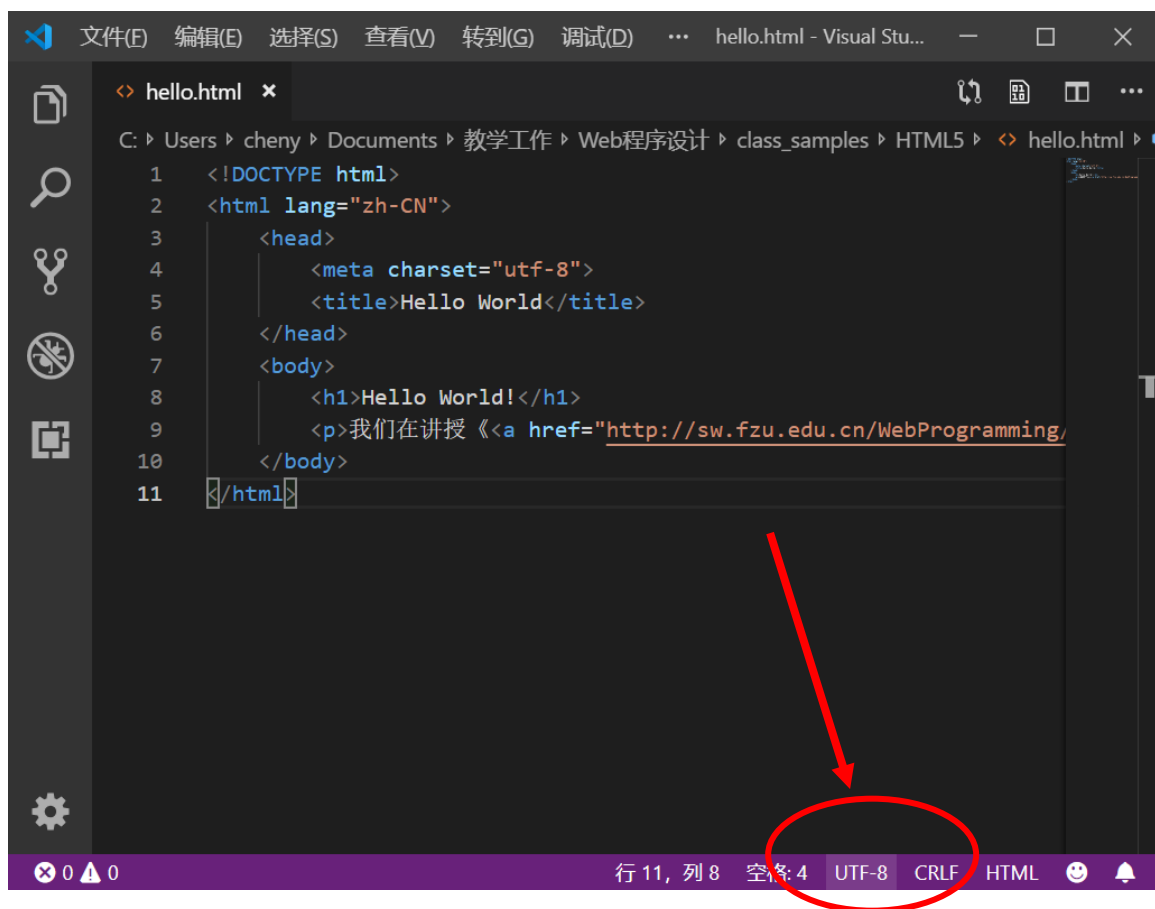 文件(F) 编辑(E) 选择(S) 查看(V) 转到(G) 调试(D) ··· hello.html - Visual Stu...
hello.html
C: Users cheny Documents 教学工作 Web程序设计 class_samples HTML5 hello.html
1 <!DOCTYPE html>
2 <html lang="zh-CN">
3 <head>
4 <meta charset="utf-8">
5 <title>Hello World</title>
6 </head>
7 <body>
8 <h1>Hello World!</h1>
9 <p>我们在讲授《<a href="http://sw.fzu.edu.cn/WebProgramming/
10 </body>
11 </html>
0 0 行 11, 列 8 空格: 4 UTF-8 CRLF HTML